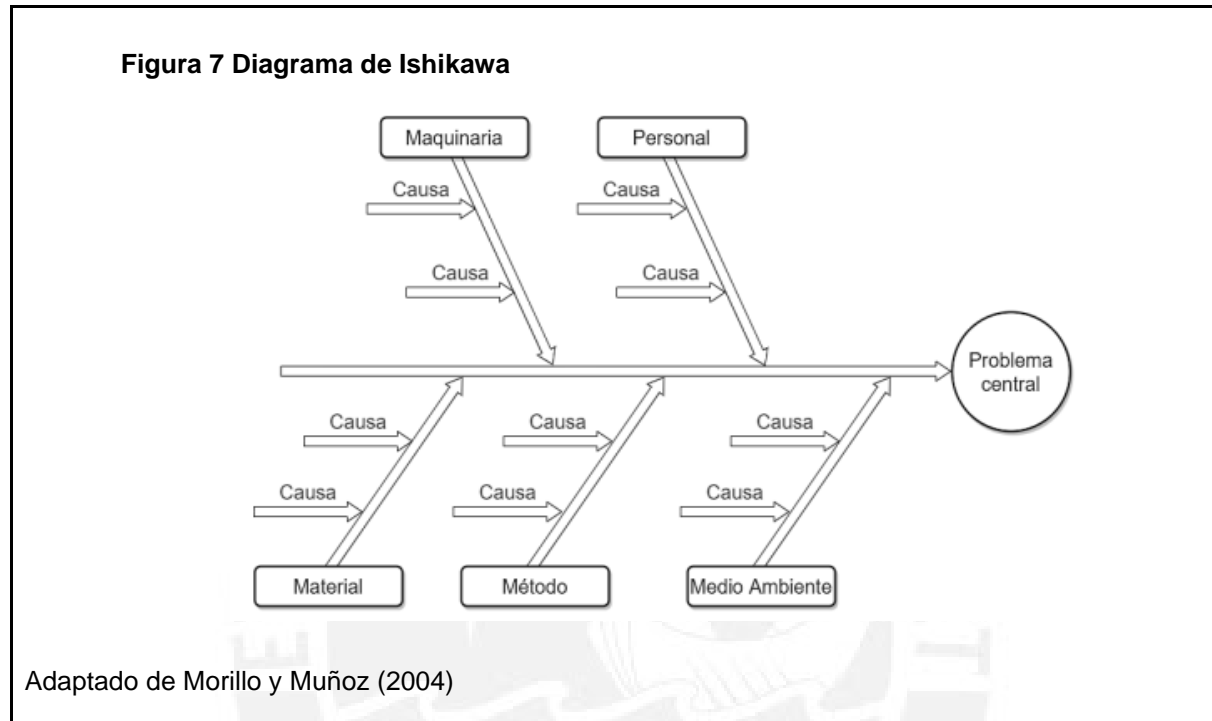 Figura 7 Diagrama de Ishikawa
Maquinaria
Personal
Causa
Causa
Causa
Causa
Problema
central
Causa
Causa
Causa
Causa
Causa
Causa
Material
Método
Medio Ambiente
Adaptado de Morillo y Muñoz (2004)